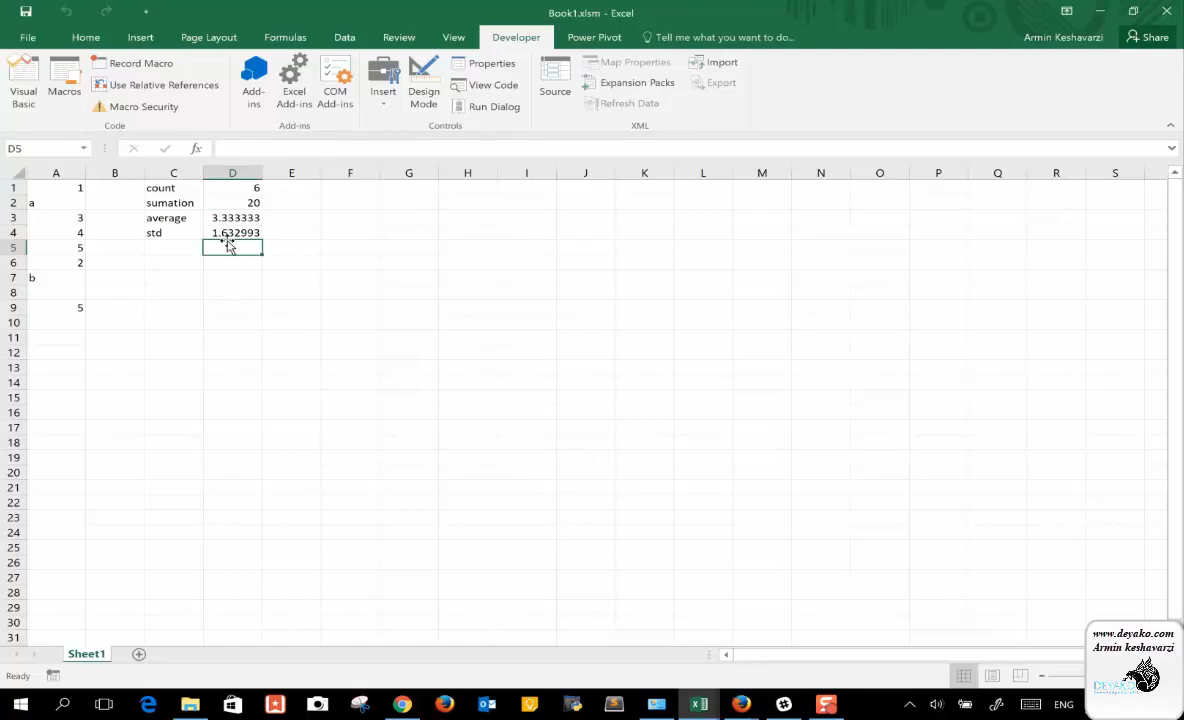 Book1.xlsm - Excel
File Home Insert Page Layout Formulas Data Review View Developer Power Pivot Tell me what you want to do... Armin Keshavarzi Share
Visual Basic
Macros
Record Macro
Use Relative References
Macro Security
Code
Add-ins
Excel Add-ins
COM Add-ins
Add-ins
Insert
Design Mode
Properties
View Code
Run Dialog
Controls
Source
Map Properties
Expansion Packs
Refresh Data
Import
Export
XML
D5 fx
A B C D E F G H I J K L M N O P Q R S
1 1 count 6
2 a sumation 20
3 3 average 3.333333
4 4 std 1.632993
5 5
6 2
7 b
8
9 5
10
11
12
13
14
15
16
17
18
19
20
21
22
23
24
25
26
27
28
29
30
31
Sheet1
Ready
www.deyako.com
Armin keshavarzi
DEYAKO
ENG